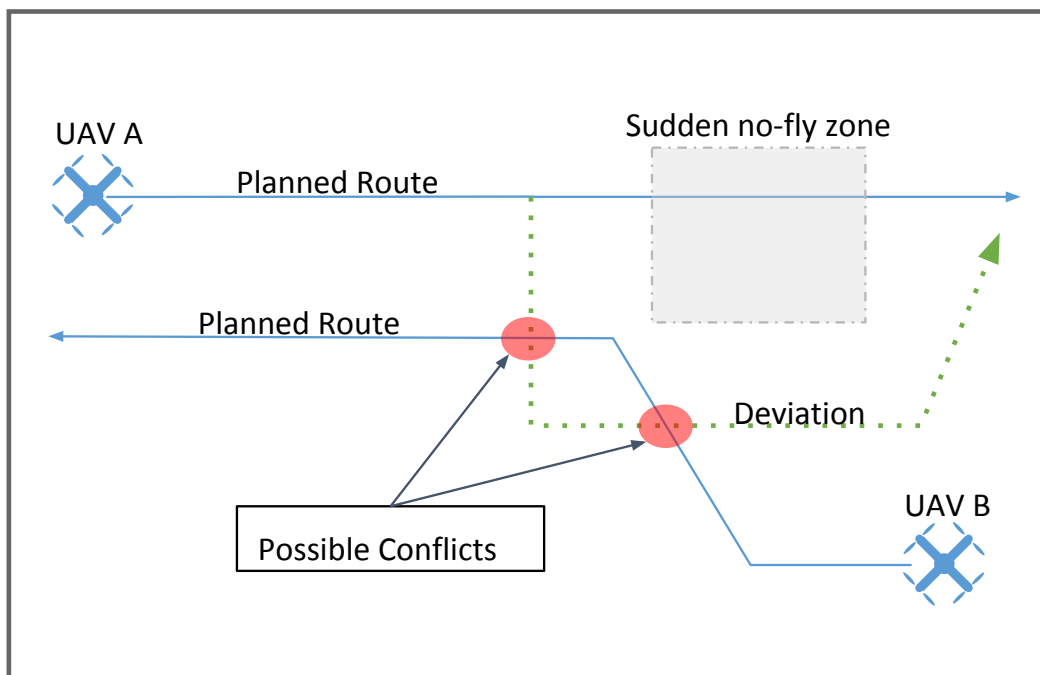 UAV A
Sudden no-fly zone
Planned Route
Planned Route
Deviation
UAV B
Possible Conflicts